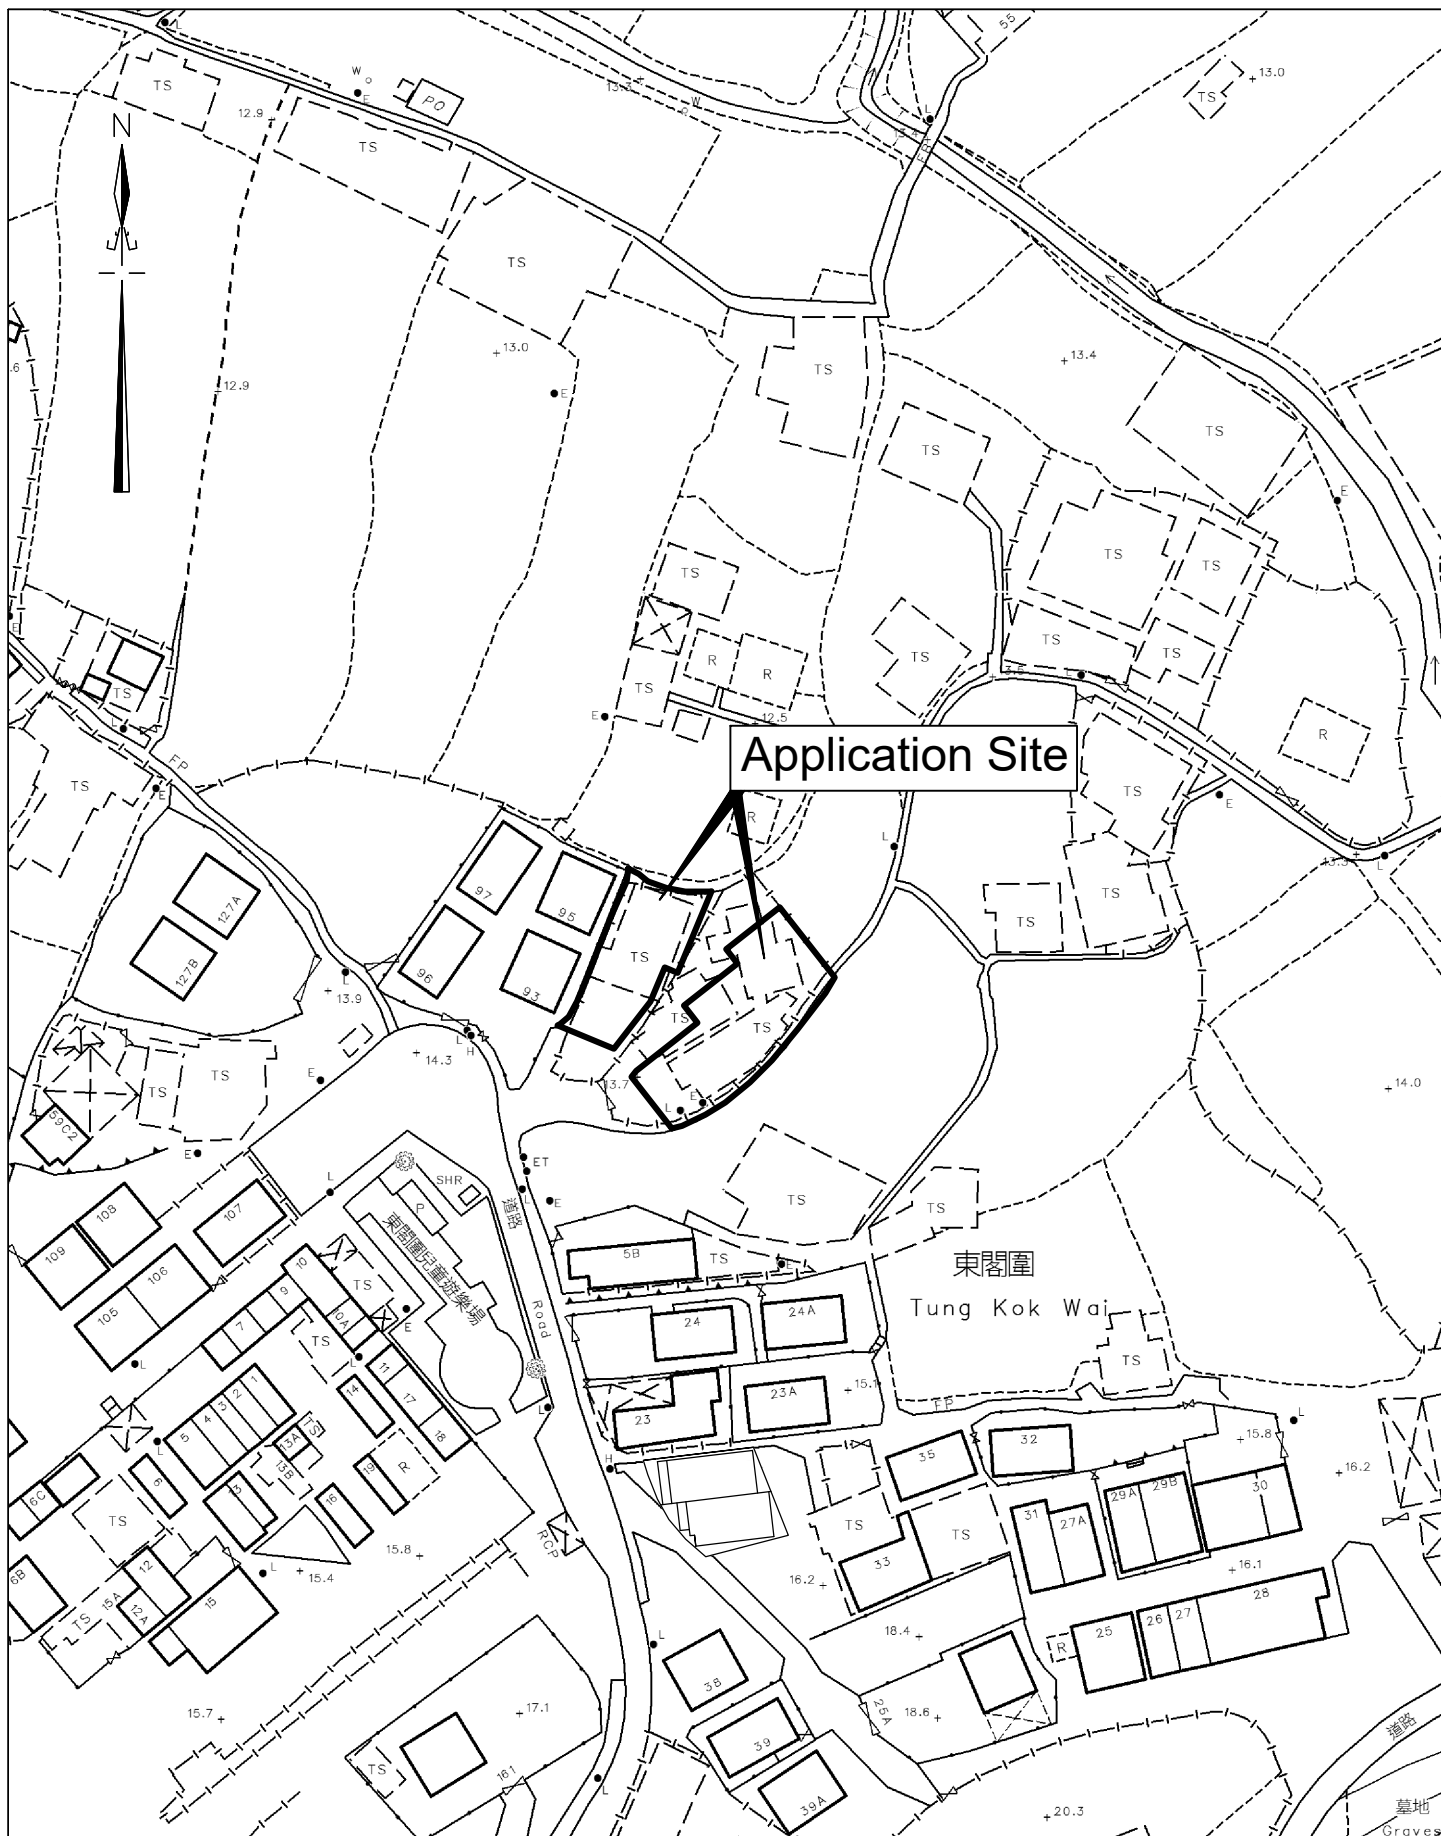 L
55
W
E
PO
TS
12.9
13.3
W
L
13.4
FB
TS
13.0
N
TS
TS
13.0
12.9
E
TS
13.4
TS
TS
E
TS
TS
TS
R
R
TS
TS
TS
TS
TS
13.5
L
E
12.5
R
Application Site
E
TS
L
FP
TS
E
R
L
TS
E
13.9
L
TS
TS
127A
127B
97
95
96
93
TS
TS
TS
L
13.9
14.3
L
H
13.7
L
E
14.0
TS
TS
59C2
E
E
ET
L
E
SHR
P
道路
Road
東閣圍兒童遊樂場
TS
TS
東閣圍
Tung Kok Wai
5B
TS
E
24
24A
TS
23
23A
15.1
FP
109
108
107
106
105
L
10
9
7
10A
TS
TS
E
L
11
17
18
14
L
5
4
3
2
1
TS
13A
13B
13
6
16
19
R
6C
TS
6B
TS
15A
12
12A
15
L
15.4
15.8
RCP
H
L
35
32
15.8
L
16.2
TS
TS
33
16.2
31
27A
29A
29B
30
16.1
28
27
26
25
R
18.4
18.6
25A
15.7
17.1
TS
161
L
L
38
39
39A
20.3
道路
墓地
Graves